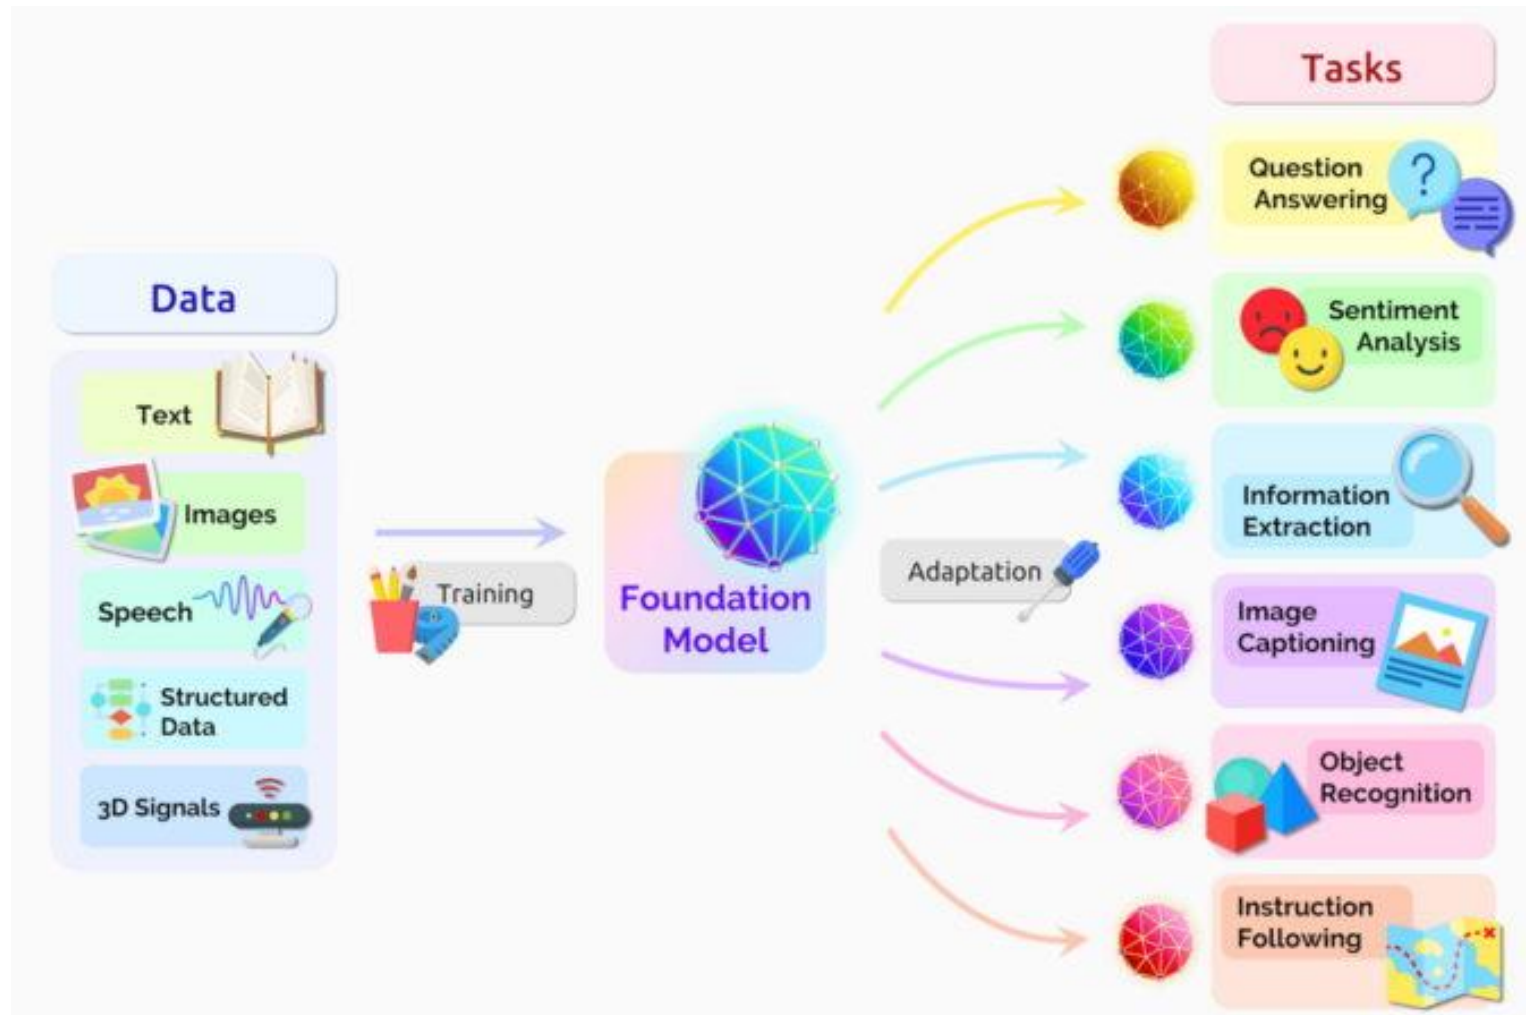 Data
Text
Images
Speech
Structured
Data
3D Signals
Training
Foundation
Model
Adaptation
Tasks
Question
Answering
?
Sentiment
Analysis
Information
Extraction
Image
Captioning
Object
Recognition
Instruction
Following